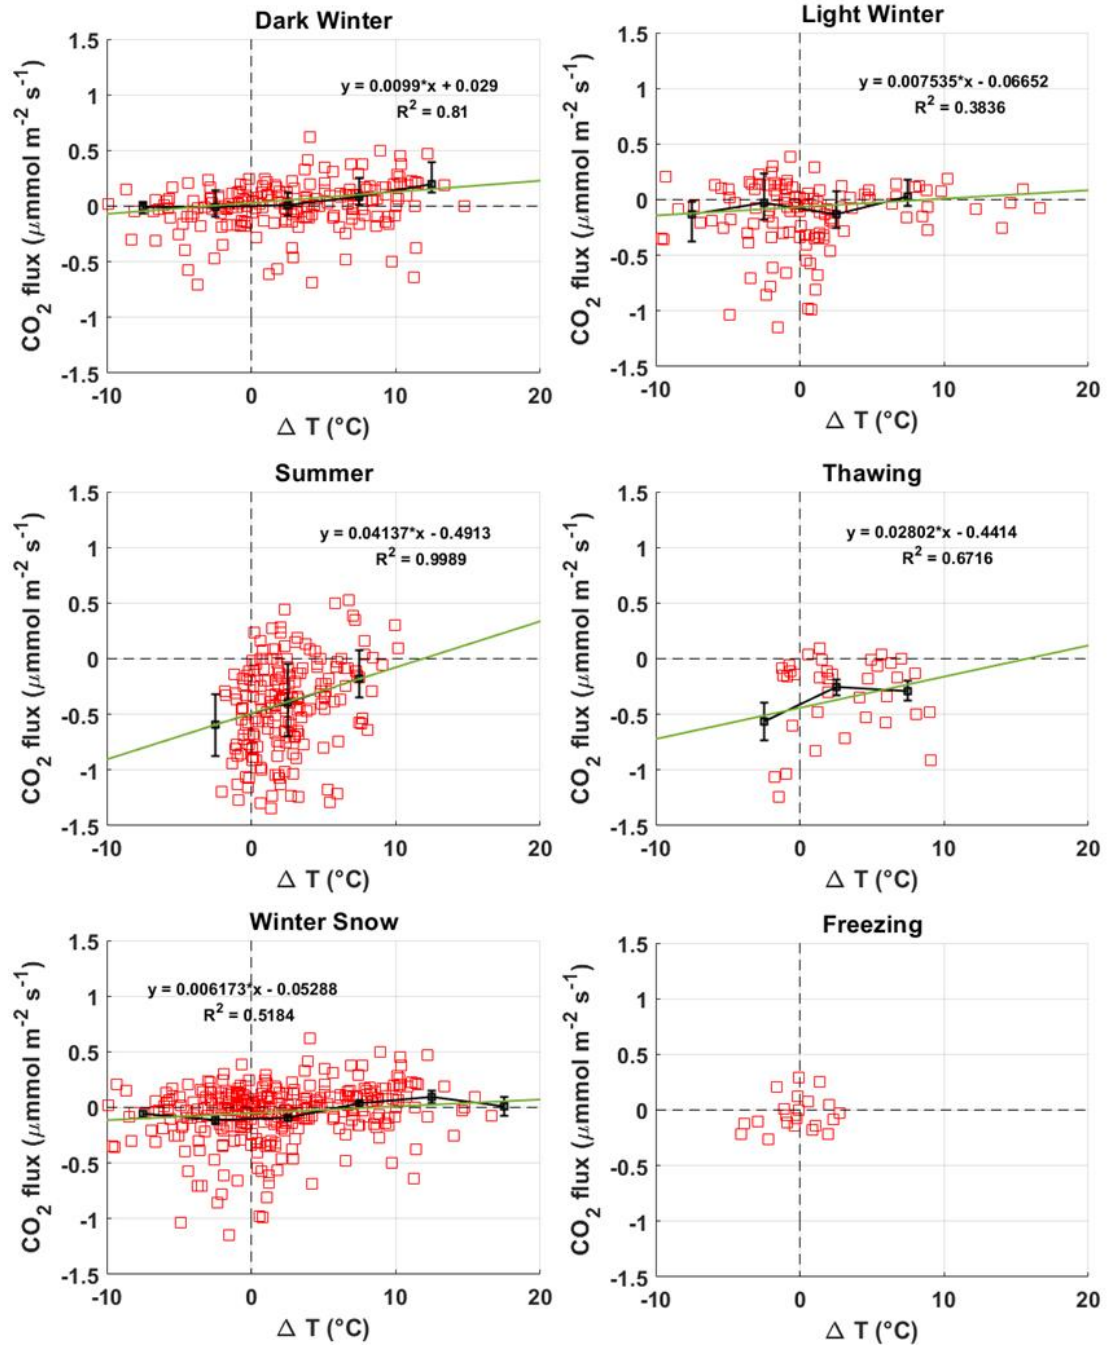 Dark Winter
1.5
1
0.5
0
-0.5
-1
-1.5
CO2 flux (μmmol m-2 s-1)
y = 0.0099*x + 0.029
R2 = 0.81
-10 0 10 20
Δ T (°C)
Light Winter
1.5
1
0.5
0
-0.5
-1
-1.5
CO2 flux (μmmol m-2 s-1)
y = 0.007535*x - 0.06652
R2 = 0.3836
-10 0 10 20
Δ T (°C)
Summer
1.5
1
0.5
0
-0.5
-1
-1.5
CO2 flux (μmmol m-2 s-1)
y = 0.04137*x - 0.4913
R2 = 0.9989
-10 0 10 20
Δ T (°C)
Thawing
1.5
1
0.5
0
-0.5
-1
-1.5
CO2 flux (μmmol m-2 s-1)
y = 0.02802*x - 0.4414
R2 = 0.6716
-10 0 10 20
Δ T (°C)
Winter Snow
1.5
1
0.5
0
-0.5
-1
-1.5
CO2 flux (μmmol m-2 s-1)
y = 0.006173*x - 0.05288
R2 = 0.5184
-10 0 10 20
Δ T (°C)
Freezing
1.5
1
0.5
0
-0.5
-1
-1.5
CO2 flux (μmmol m-2 s-1)
-10 0 10 20
Δ T (°C)